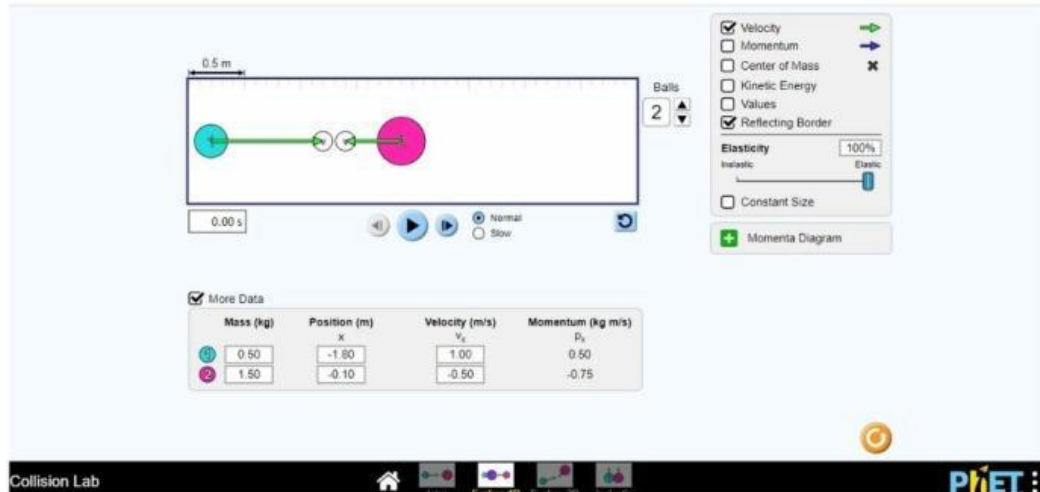 Velocity
Momentum
Center of Mass
Kinetic Energy
Values
Reflecting Border
Elasticity 100%
Inelastic Elastic
Constant Size
Momenta Diagram
0.5 m
Balls
2
0.00 s
Normal
Slow
More Data
Mass (kg) Position (m) Velocity (m/s) Momentum (kg m/s)
x vₓ pₓ
1 0.50 -1.80 1.00 0.50
2 1.50 -0.10 -0.50 -0.75
Collision Lab
PhET